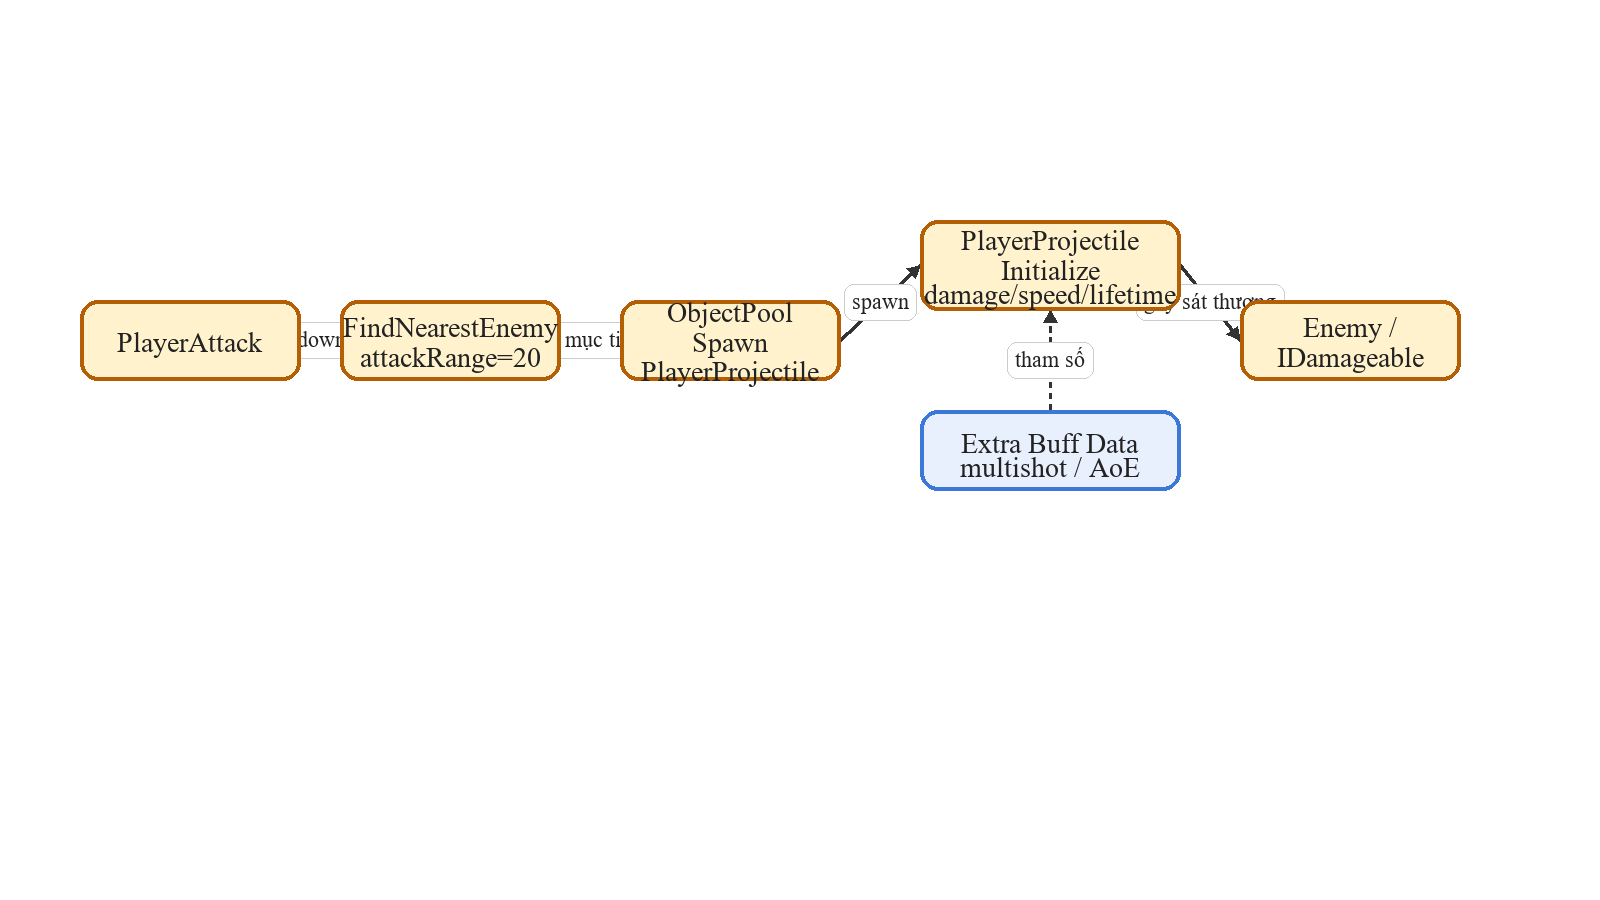 PlayerAttack
FindNearestEnemy
attackRange=20
mục
ObjectPool
Spawn
PlayerProjectile
spawn
PlayerProjectile
Initialize
damage/speed/lifetime
sát thương
Enemy /
IDamageable
tham số
Extra Buff Data
multishot / AoE